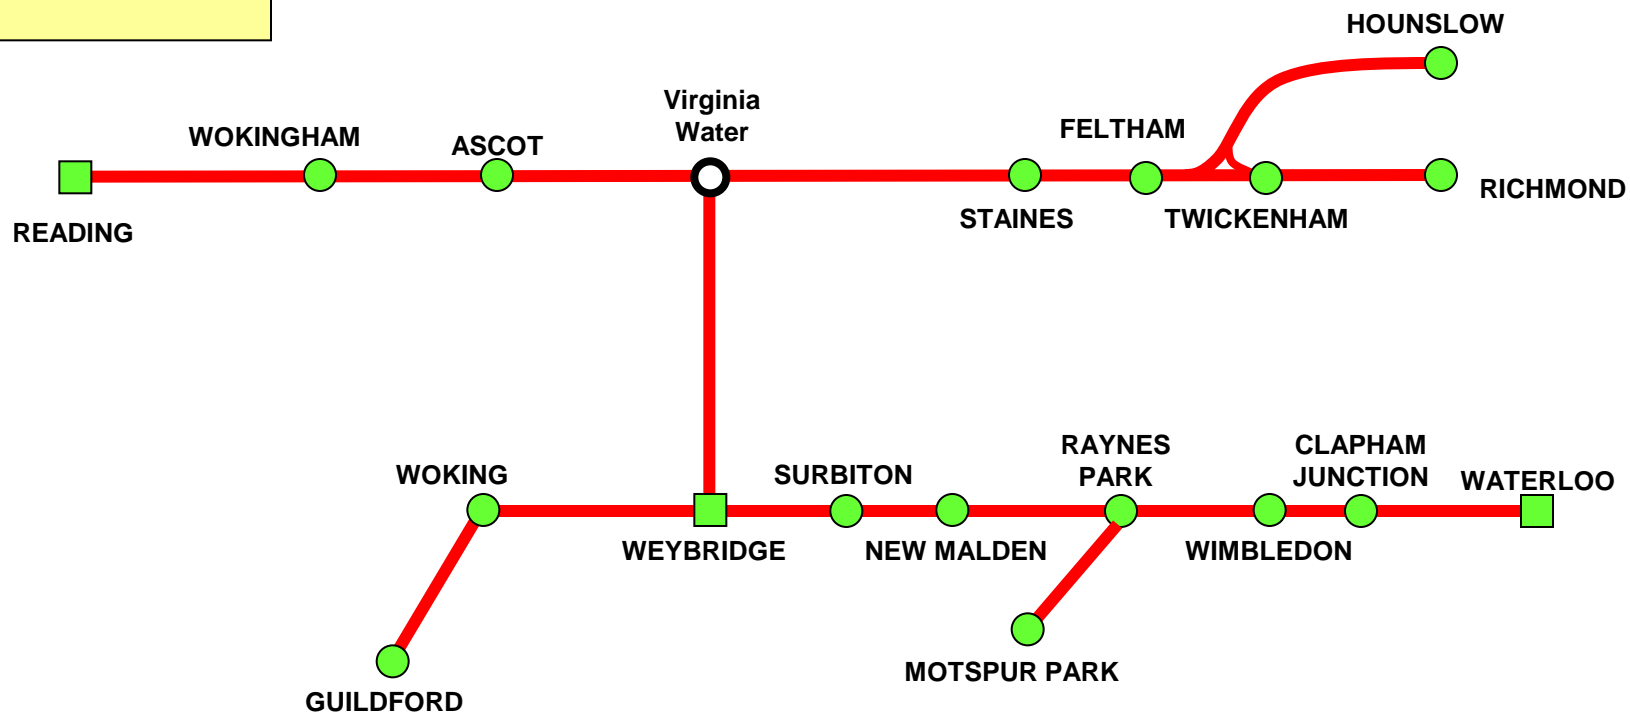 HOUNSLOW
Virginia
Water
WOKINGHAM
ASCOT
FELTHAM
READING
STAINES
TWICKENHAM
RICHMOND
WOKING
SURBITON
RAYNES
PARK
CLAPHAM
JUNCTION
WATERLOO
WEYBRIDGE
NEW MALDEN
WIMBLEDON
MOTSPUR PARK
GUILDFORD